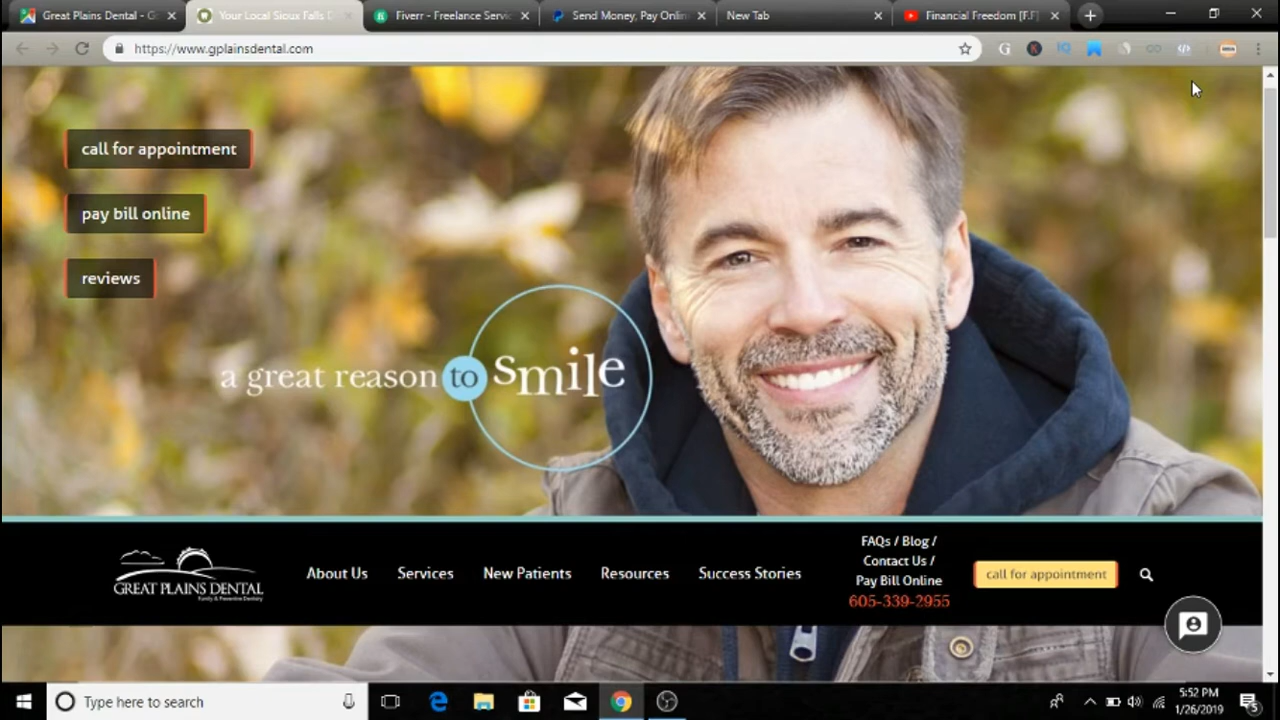 Great Plains Dental - G
Your Local Sioux Falls D
Fiverr - Freelance Servic
Send Money, Pay Onlin
New Tab
Financial Freedom [F.F]
https://www.gplainsdental.com
call for appointment
pay bill online
reviews
a great reason to smile
GREAT PLAINS DENTAL
Family & Preventive Dentistry
About Us
Services
New Patients
Resources
Success Stories
FAQs / Blog /
Contact Us /
Pay Bill Online
605-339-2955
call for appointment
Type here to search
5:52 PM
1/26/2019
5